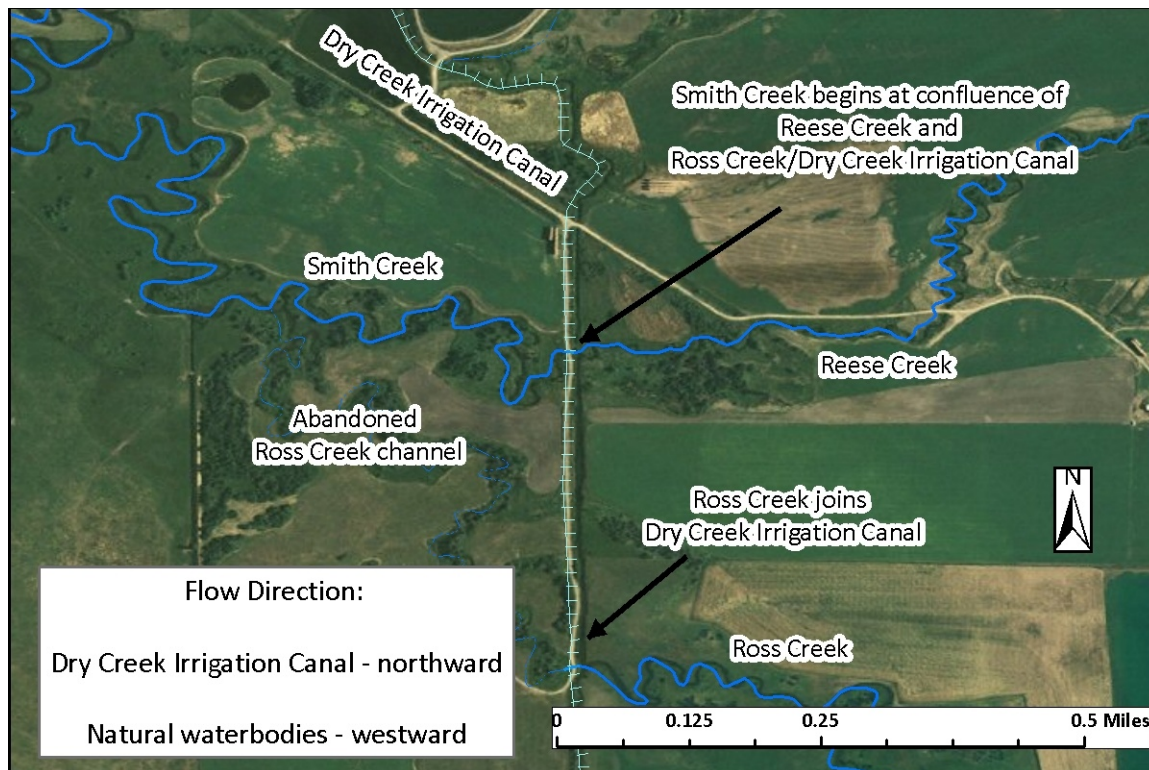 Dry Creek Irrigation Canal
Smith Creek begins at confluence of
Reese Creek and
Ross Creek/Dry Creek Irrigation Canal
Smith Creek
Reese Creek
Abandoned
Ross Creek channel
N
Ross Creek joins
Dry Creek Irrigation Canal
Flow Direction:
Dry Creek Irrigation Canal - northward
Natural waterbodies - westward
Ross Creek
0 0.125 0.25 0.5 Miles